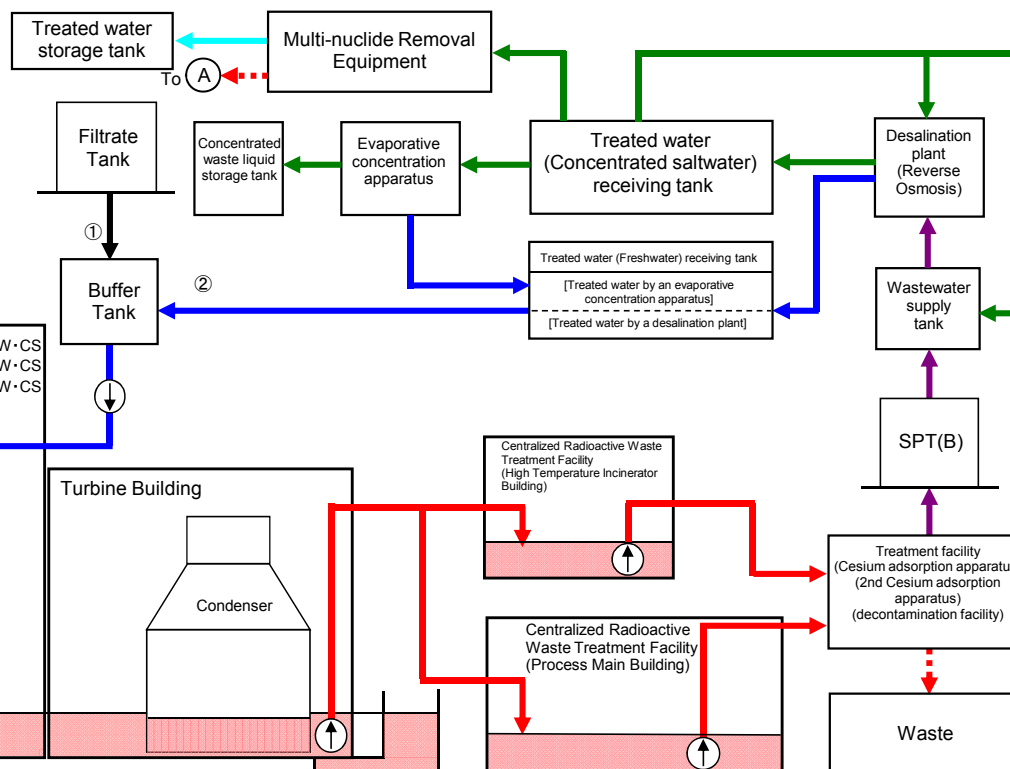 Treated water
storage tank
Multi-nuclide Removal
Equipment
To A
Filtrate
Tank
Concentrated
waste liquid
storage tank
Evaporative
concentration
apparatus
Treated water
(Concentrated saltwater)
receiving tank
Desalination
plant
(Reverse
Osmosis)
①
②
Buffer
Tank
Treated water (Freshwater) receiving tank
[Treated water by an evaporative
concentration apparatus]
[Treated water by a desalination plant]
Wastewater
supply
tank
W・CS
W・CS
W・CS
SPT(B)
Turbine Building
Condenser
Centralized Radioactive Waste
Treatment Facility
(High Temperature Incinerator
Building)
Centralized Radioactive
Waste Treatment Facility
(Process Main Building)
Treatment facility
(Cesium adsorption apparatu
(2nd Cesium adsorption
apparatus)
(decontamination facility)
Waste